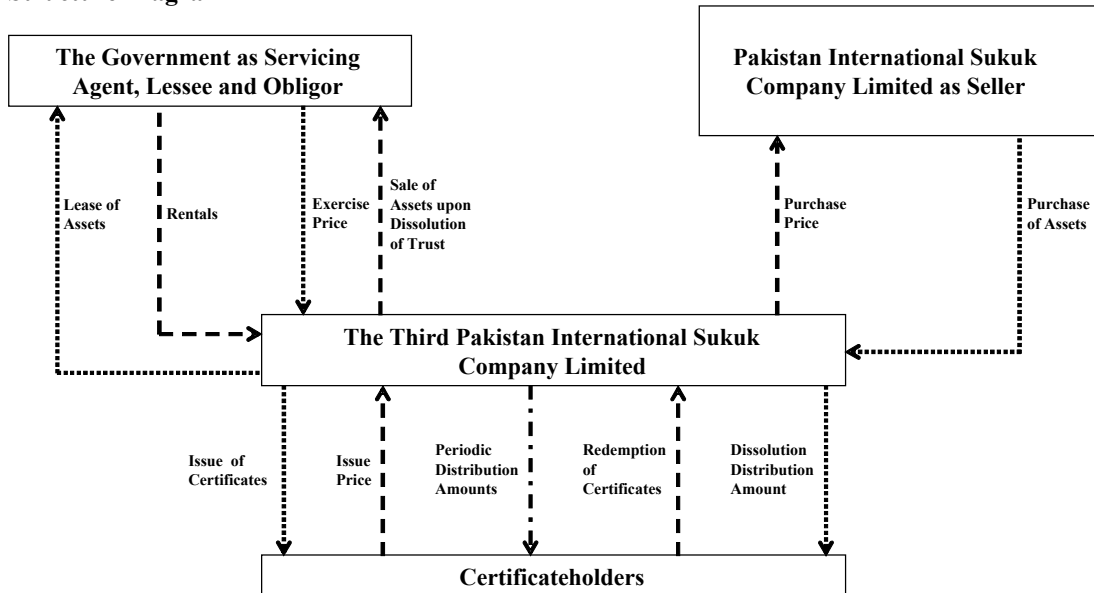 The Government as Servicing
Agent, Lessee and Obligor
Pakistan International Sukuk
Company Limited as Seller
Lease of
Assets
Rentals
Exercise
Price
Sale of
Assets upon
Dissolution
of Trust
Purchase
Price
Purchase
of Assets
The Third Pakistan International Sukuk
Company Limited
Issue of
Certificates
Issue
Price
Periodic
Distribution
Amounts
Redemption
of
Certificates
Dissolution
Distribution
Amount
Certificateholders